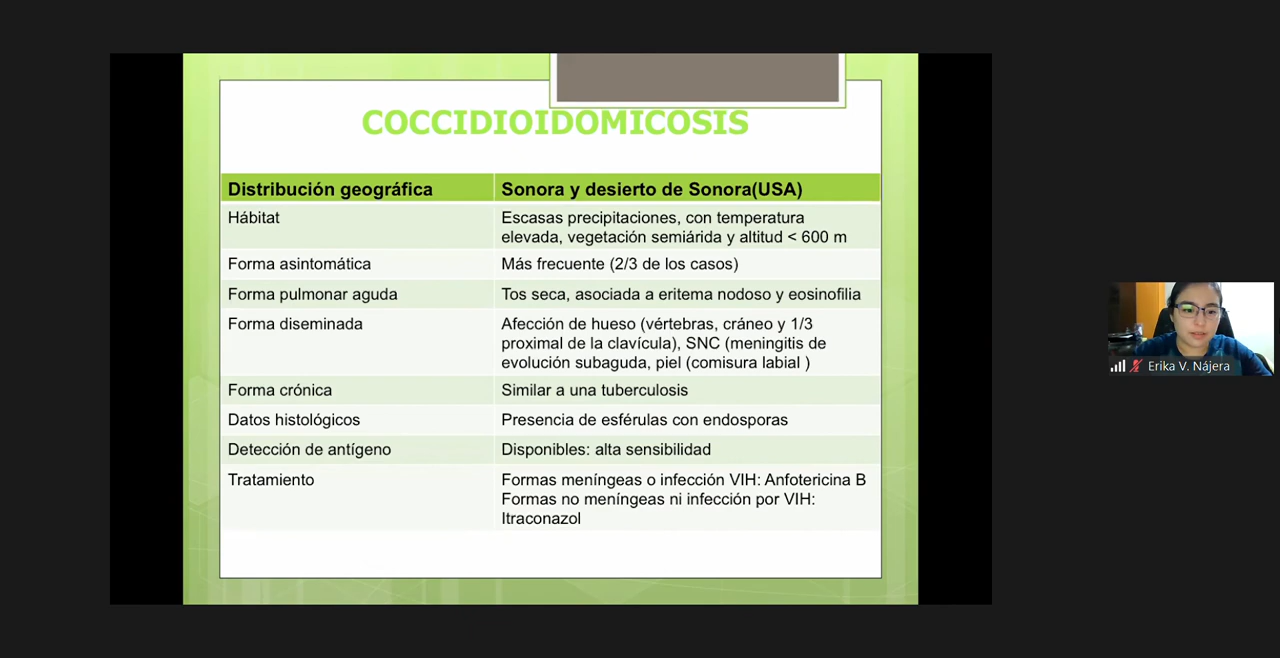 COCCIDIOIDOMICOSIS
Distribución geográfica
Sonora y desierto de Sonora(USA)
Hábitat
Escasas precipitaciones, con temperatura
elevada, vegetación semiárida y altitud < 600 m
Forma asintomática
Más frecuente (2/3 de los casos)
Forma pulmonar aguda
Tos seca, asociada a eritema nodoso y eosinofilia
Forma diseminada
Afección de hueso (vértebras, cráneo y 1/3
proximal de la clavícula), SNC (meningitis de
evolución subaguda, piel (comisura labial )
Forma crónica
Similar a una tuberculosis
Datos histológicos
Presencia de esférulas con endosporas
Detección de antígeno
Disponibles: alta sensibilidad
Tratamiento
Formas meníngeas o infección VIH: Anfotericina B
Formas no meníngeas ni infección por VIH:
Itraconazol
Erika V. Nájera